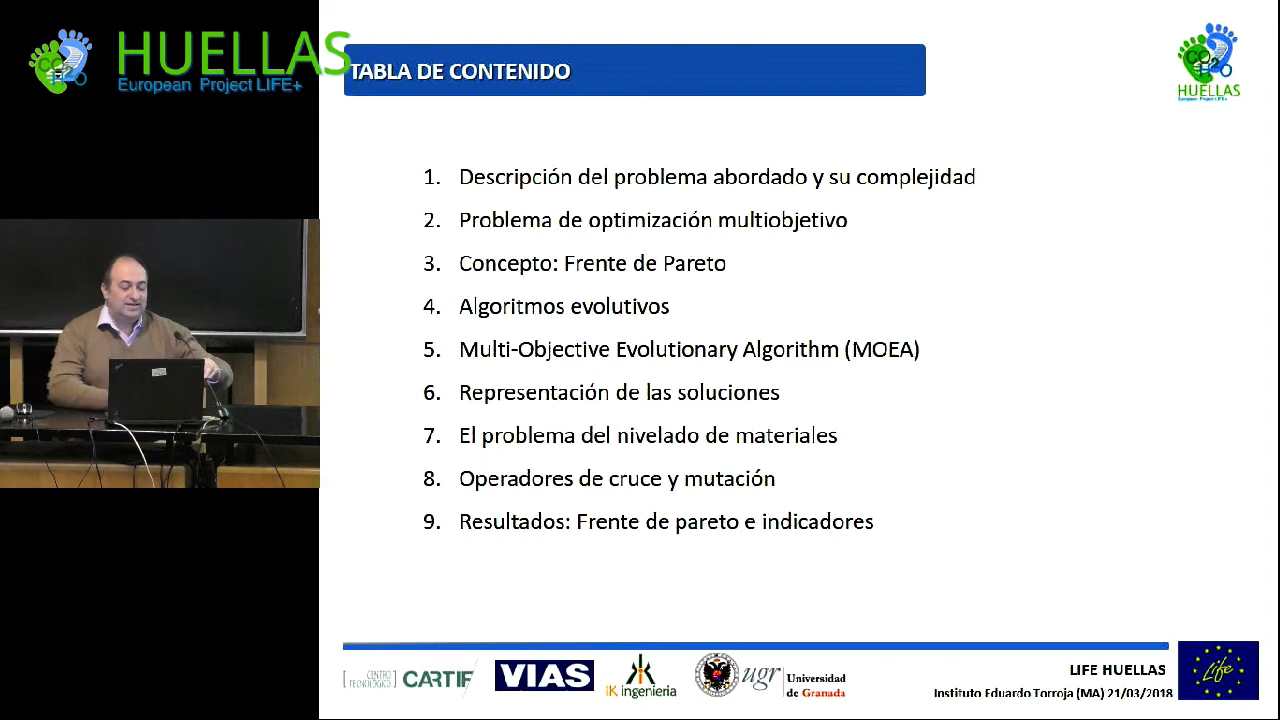 HUELLAS
European Project LIFE+
TABLA DE CONTENIDO
CO2
H2O
HUELLAS
European Project LIFE+
1. Descripción del problema abordado y su complejidad
2. Problema de optimización multiobjetivo
3. Concepto: Frente de Pareto
4. Algoritmos evolutivos
5. Multi-Objective Evolutionary Algorithm (MOEA)
6. Representación de las soluciones
7. El problema del nivelado de materiales
8. Operadores de cruce y mutación
9. Resultados: Frente de pareto e indicadores
CENTRO
TECNOLÓGICO
CARTIF
VIAS
IK ingenieria
ugr
Universidad
de Granada
LIFE HUELLAS
Instituto Eduardo Torroja (MA) 21/03/2018
Life